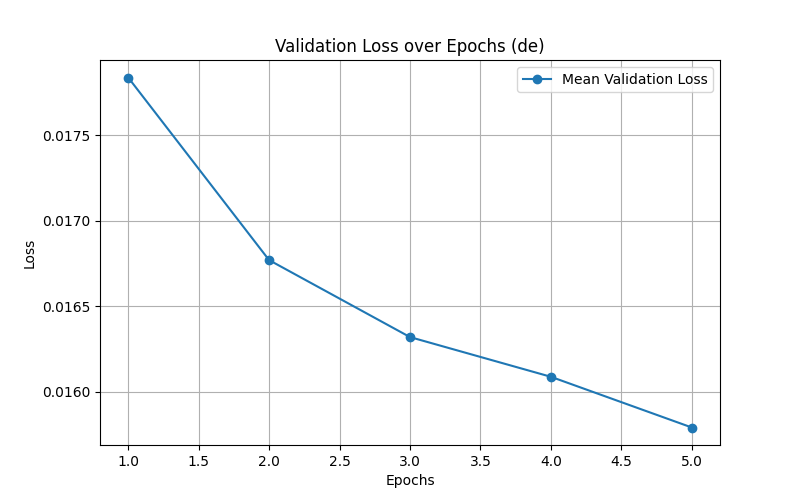 Validation Loss over Epochs (de)
Mean Validation Loss
0.0175
0.0170
0.0165
0.0160
Loss
1.0 1.5 2.0 2.5 3.0 3.5 4.0 4.5 5.0
Epochs